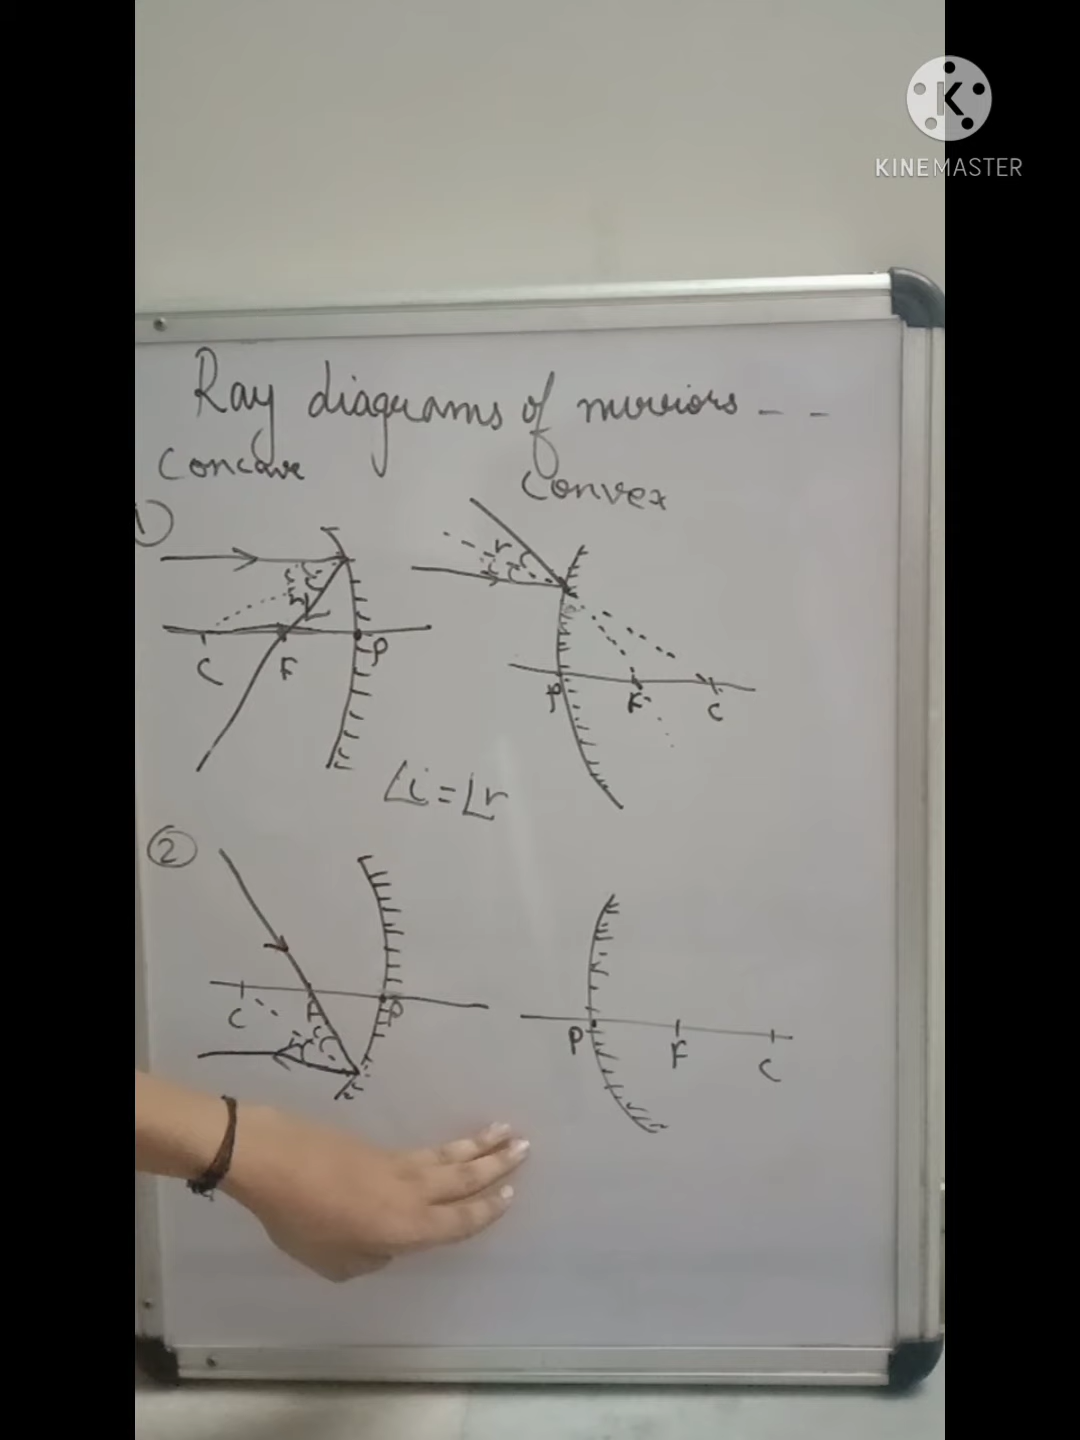 KINEMASTER
Ray diagrams of mirrors - -
Concave
Convex
1)
r
i
i
r
C
F
P
P
F
C
∠i = ∠r
2
C
F
P
i
r
P
F
C